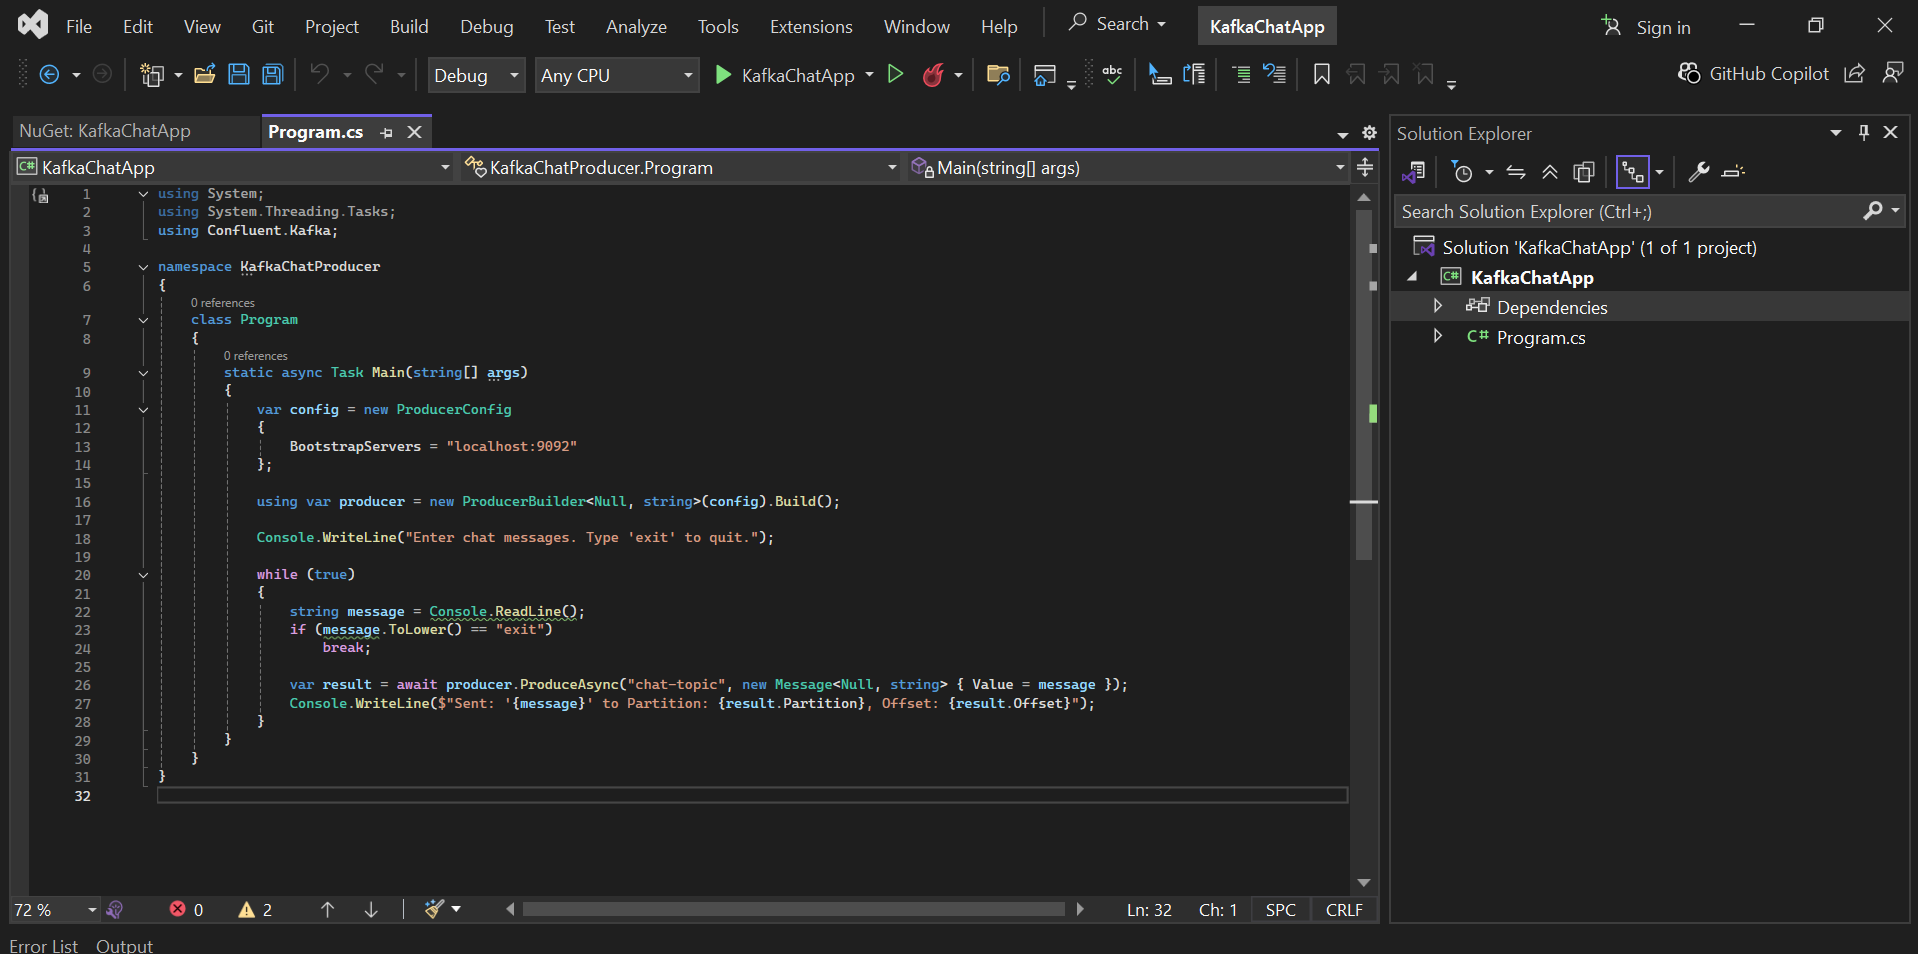 File Edit View Git Project Build Debug Test Analyze Tools Extensions Window Help Search KafkaChatApp Sign in
Debug Any CPU KafkaChatApp abc GitHub Copilot
NuGet: KafkaChatApp Program.cs
KafkaChatApp KafkaChatProducer.Program Main(string[] args)
1 using System;
2 using System.Threading.Tasks;
3 using Confluent.Kafka;
4
5 namespace KafkaChatProducer
6 {
0 references
7 class Program
8 {
0 references
9 static async Task Main(string[] args)
10 {
11 var config = new ProducerConfig
12 {
13 BootstrapServers = "localhost:9092"
14 };
15
16 using var producer = new ProducerBuilder<Null, string>(config).Build();
17
18 Console.WriteLine("Enter chat messages. Type 'exit' to quit.");
19
20 while (true)
21 {
22 string message = Console.ReadLine();
23 if (message.ToLower() == "exit")
24 break;
25
26 var result = await producer.ProduceAsync("chat-topic", new Message<Null, string> { Value = message });
27 Console.WriteLine($"Sent: '{message}' to Partition: {result.Partition}, Offset: {result.Offset}");
28 }
29 }
30 }
31 }
32
72 % 0 2 Ln: 32 Ch: 1 SPC CRLF
Error List Output
Solution Explorer
Search Solution Explorer (Ctrl+;)
Solution 'KafkaChatApp' (1 of 1 project)
C# KafkaChatApp
Dependencies
C# Program.cs